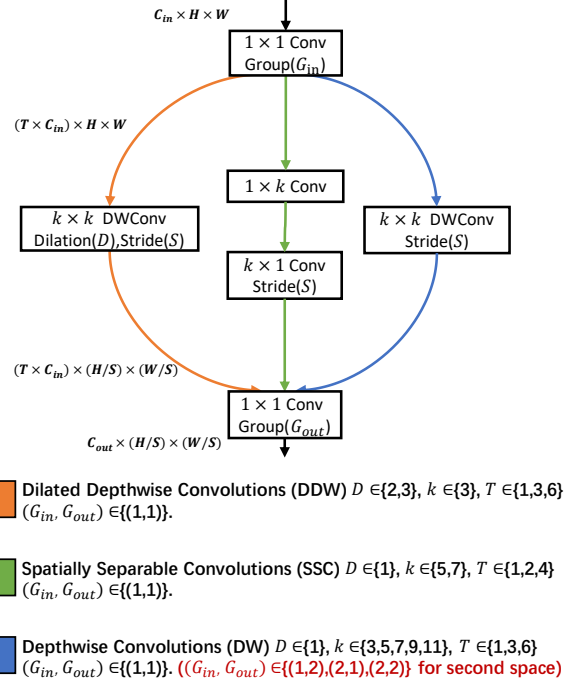 C_in × H × W
1 × 1 Conv
Group(G_in)
(T × C_in) × H × W
1 × k Conv
k × k DWConv
Dilation(D),Stride(S)
k × k DWConv
Stride(S)
k × 1 Conv
Stride(S)
(T × C_in) × (H/S) × (W/S)
1 × 1 Conv
Group(G_out)
C_out × (H/S) × (W/S)
Dilated Depthwise Convolutions (DDW) D ∈{2,3}, k ∈{3}, T ∈{1,3,6}
(G_in, G_out) ∈{(1,1)}.
Spatially Separable Convolutions (SSC) D ∈{1}, k ∈{5,7}, T ∈{1,2,4}
(G_in, G_out) ∈{(1,1)}.
Depthwise Convolutions (DW) D ∈{1}, k ∈{3,5,7,9,11}, T ∈{1,3,6}
(G_in, G_out) ∈{(1,1)}. ((G_in, G_out) ∈{(1,2),(2,1),(2,2)} for second space)